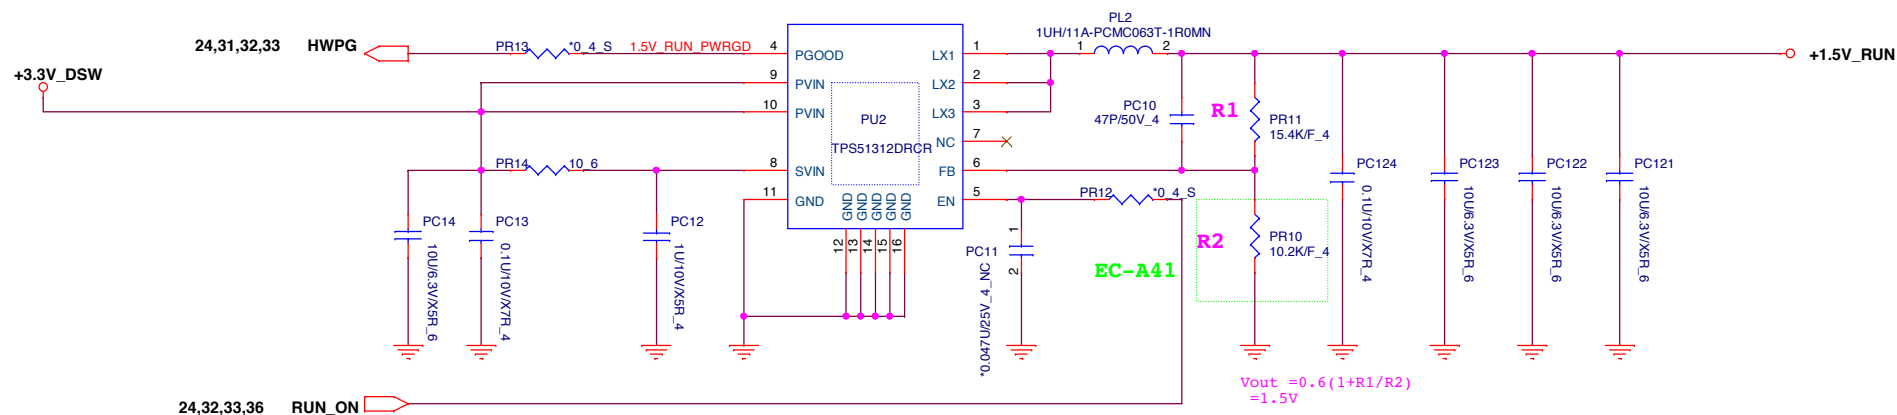 PL2
1UH/11A-PCMC063T-1R0MN
24,31,32,33 HWPG
PR13 *0_4_S 1.5V_RUN_PWRGD 4 PGOOD LX1 1 1 2 +1.5V_RUN
+3.3V_DSW
9 PVIN LX2 2
10 PVIN LX3 3
PU2
TPS51312DRCR
PC10
47P/50V_4
R1
PR11
15.4K/F_4
NC 7
PR14 10_6 8 SVIN FB 6
11 GND EN 5 PR12 *0_4_S
GND GND GND GND GND
12 13 14 15 16
PC14
10U/6.3V/X5R_6
PC13
0.1U/10V/X7R_4
PC12
1U/10V/X5R_4
PC11
1
2
*0.047U/25V_4_NC
R2
PR10
10.2K/F_4
EC-A41
PC124
0.1U/10V/X7R_4
PC123
10U/6.3V/X5R_6
PC122
10U/6.3V/X5R_6
PC121
10U/6.3V/X5R_6
Vout =0.6(1+R1/R2)
=1.5V
24,32,33,36 RUN_ON